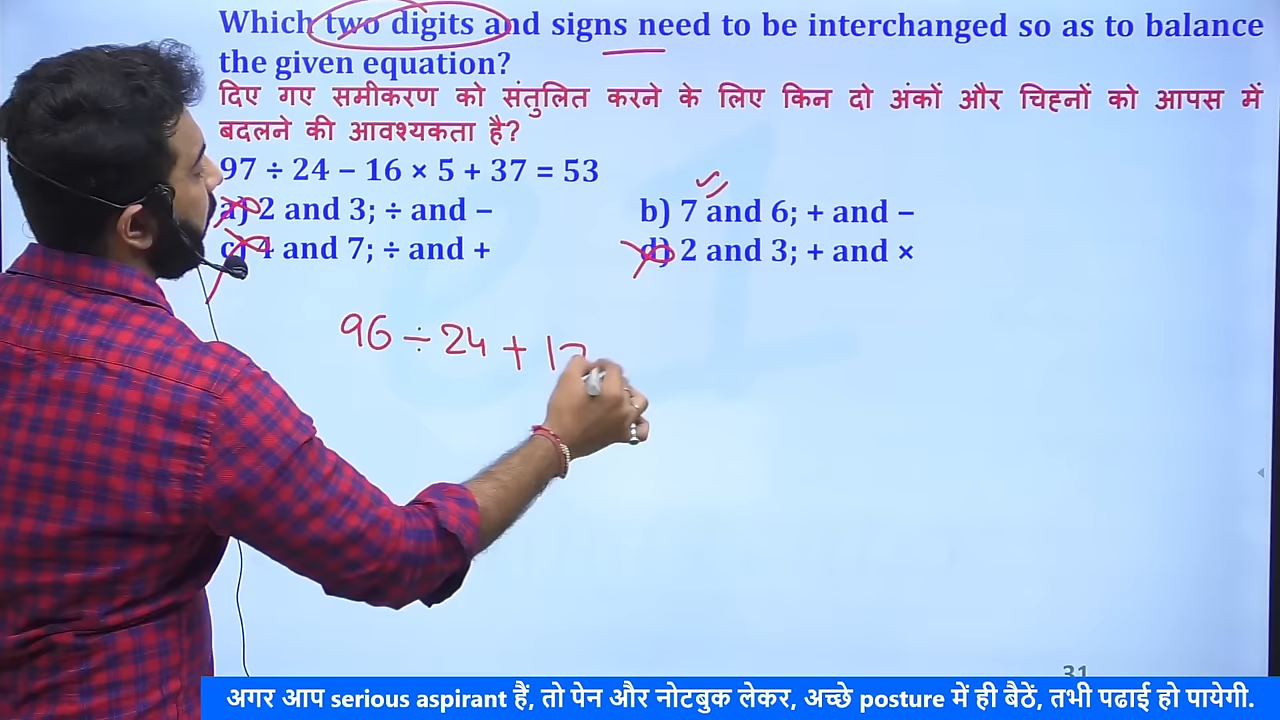 Which two digits and signs need to be interchanged so as to balance
the given equation?
दिए गए समीकरण को संतुलित करने के लिए किन दो अंकों और चिह्नों को आपस में
बदलने की आवश्यकता है?
97 ÷ 24 – 16 × 5 + 37 = 53
a) 2 and 3; ÷ and –
b) 7 and 6; + and –
c) 4 and 7; ÷ and +
d) 2 and 3; + and ×
96 ÷ 24 + 17
31
अगर आप serious aspirant हैं, तो पेन और नोटबुक लेकर, अच्छे posture में ही बैठें, तभी पढाई हो पायेगी.